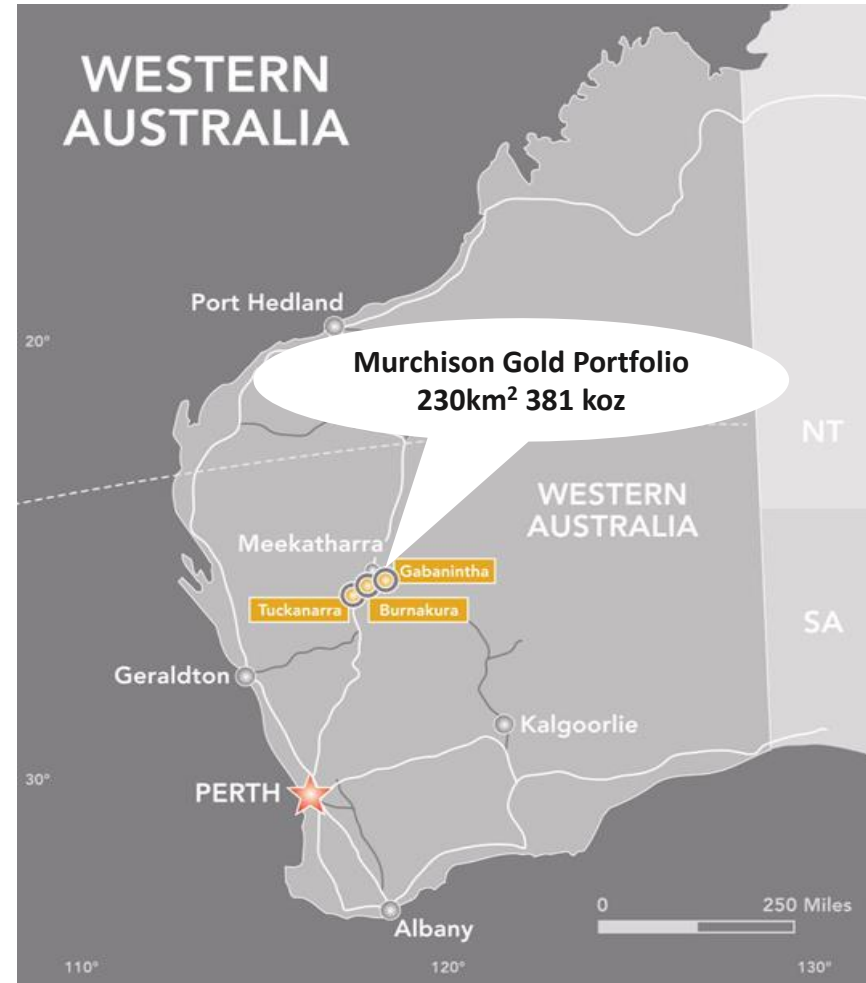 WESTERN
AUSTRALIA
Port Hedland
20°
Murchison Gold Portfolio
230km² 381 koz
NT
WESTERN
AUSTRALIA
Meekatharra
Gabanintha
Tuckanarra
Burnakura
SA
Geraldton
Kalgoorlie
30°
PERTH
0 250 Miles
Albany
110° 120° 130°